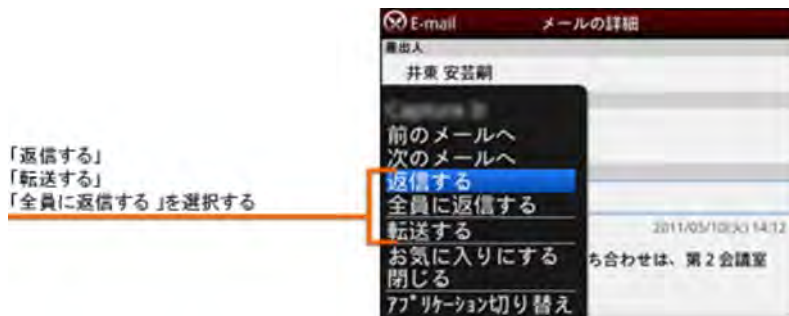 E-mail メールの詳細
差出人
井東 安芸嗣
前のメールへ
次のメールへ
返信する
全員に返信する
転送する
お気に入りにする
閉じる
ｱﾌﾟﾘｹｰｼｮﾝ切り替え
2011/05/10(火) 14:12
ち合わせは、第2会議室
「返信する」
「転送する」
「全員に返信する 」を選択する